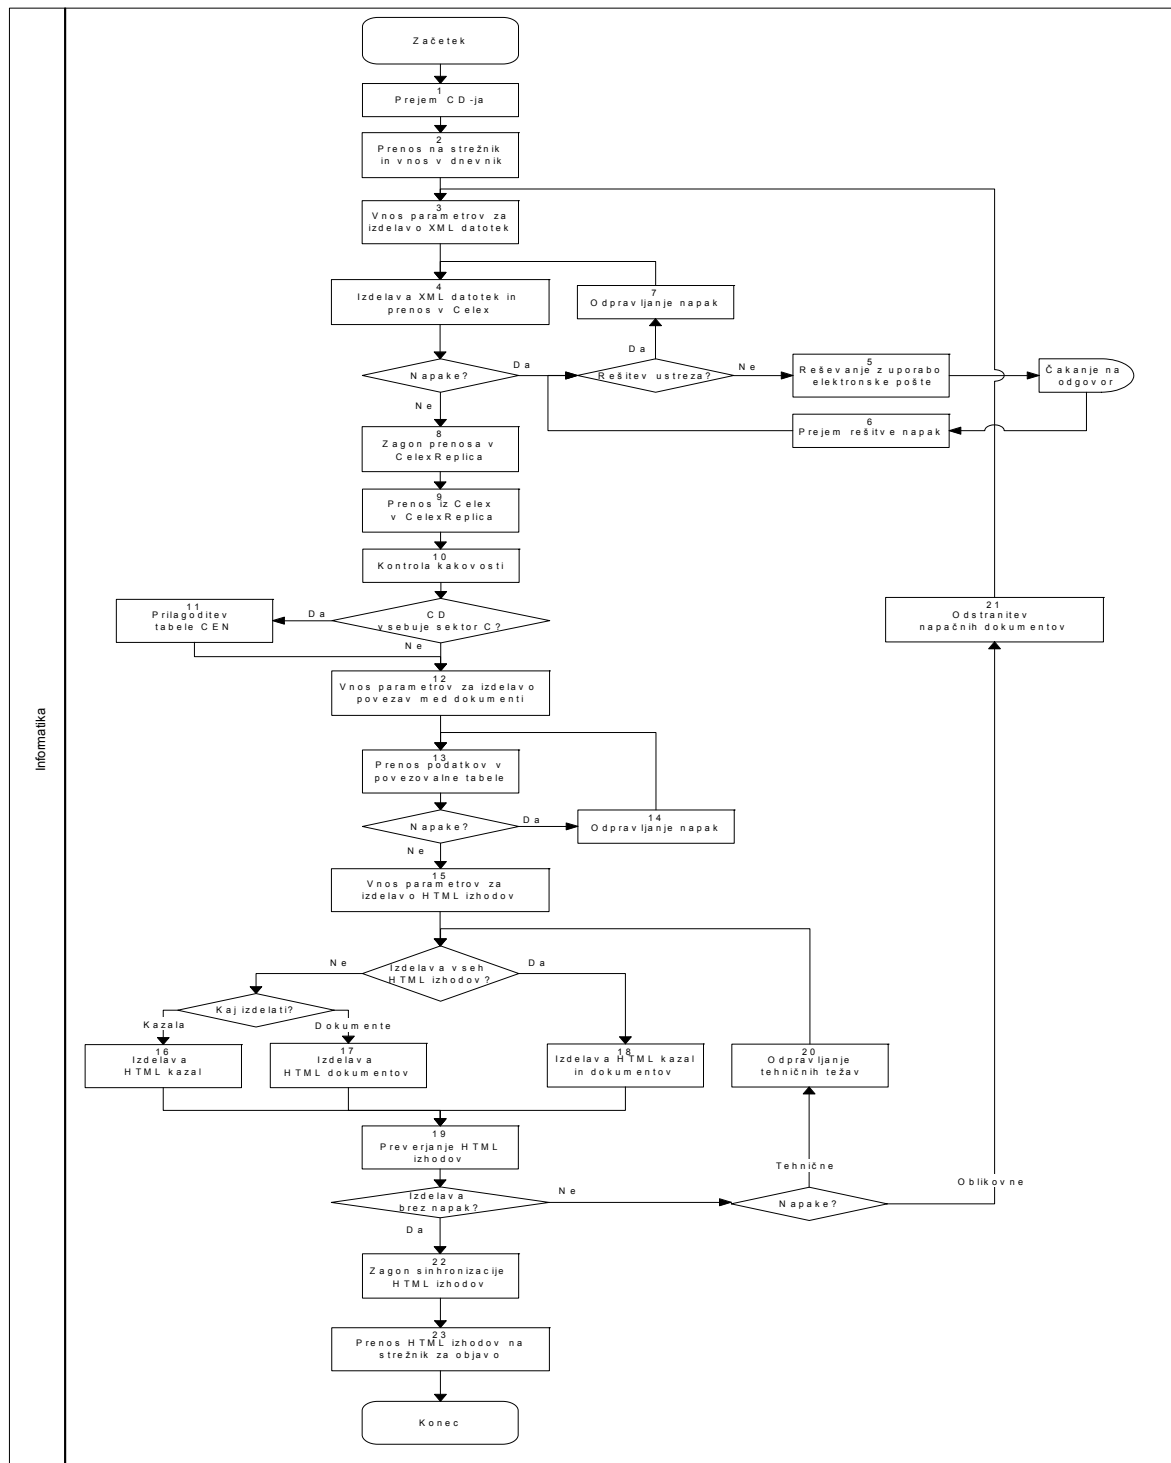 Informatika
Začetek
1
Prejem CD-ja
2
Prenos na strežnik
in vnos v dnevnik
3
Vnos parametrov za
izdelavo XML datotek
4
Izdelava XML datotek in
prenos v Celex
7
Odpravljanje napak
Napake?
Da
Ne
Rešitev ustreza?
Da
Ne
5
Reševanje z uporabo
elektronske pošte
Čakanje na
odgovor
6
Prejem rešitve napak
8
Zagon prenosa v
CelexReplica
9
Prenos iz Celex
v CelexReplica
10
Kontrola kakovosti
CD
vsebuje sektor C?
Da
Ne
11
Prilagoditev
tabele CEN
21
Odstranitev
napačnih dokumentov
12
Vnos parametrov za izdelavo
povezav med dokumenti
13
Prenos podatkov v
povezovalne tabele
Napake?
Da
Ne
14
Odpravljanje napak
15
Vnos parametrov za
izdelavo HTML izhodov
Izdelava vseh
HTML izhodov?
Ne
Da
Kaj izdelati?
Kazala
Dokumente
16
Izdelava
HTML kazal
17
Izdelava
HTML dokumentov
18
Izdelava HTML kazal
in dokumentov
20
Odpravljanje
tehničnih težav
19
Preverjanje HTML
izhodov
Izdelava
brez napak?
Ne
Da
Napake?
Tehnične
Oblikovne
22
Zagon sinhronizacije
HTML izhodov
23
Prenos HTML izhodov na
strežnik za objavo
Konec